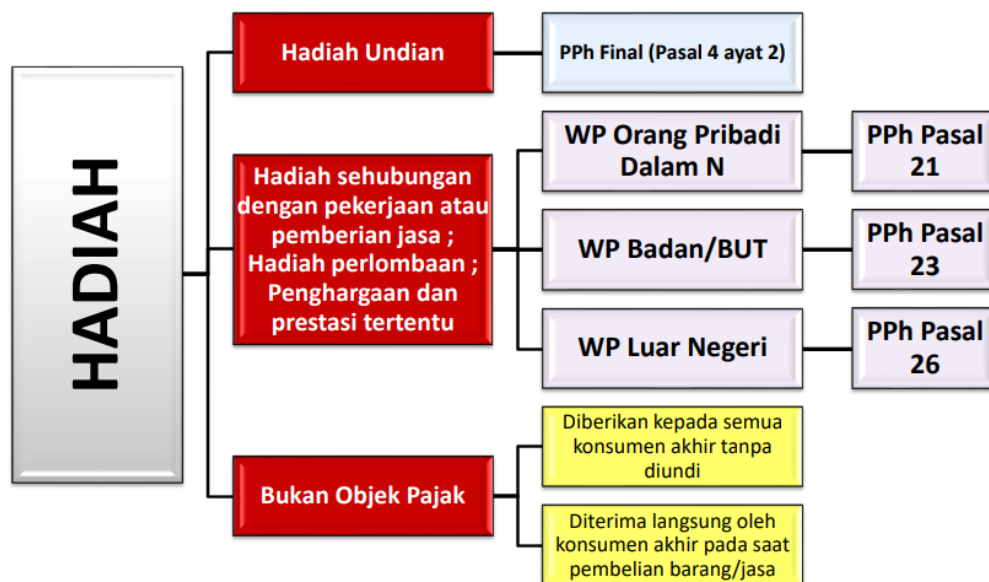 HADIAH
Hadiah Undian
PPh Final (Pasal 4 ayat 2)
Hadiah sehubungan
dengan pekerjaan atau
pemberian jasa ;
Hadiah perlombaan ;
Penghargaan dan
prestasi tertentu
WP Orang Pribadi
Dalam N
PPh Pasal
21
WP Badan/BUT
PPh Pasal
23
WP Luar Negeri
PPh Pasal
26
Bukan Objek Pajak
Diberikan kepada semua
konsumen akhir tanpa
diundi
Diterima langsung oleh
konsumen akhir pada saat
pembelian barang/jasa